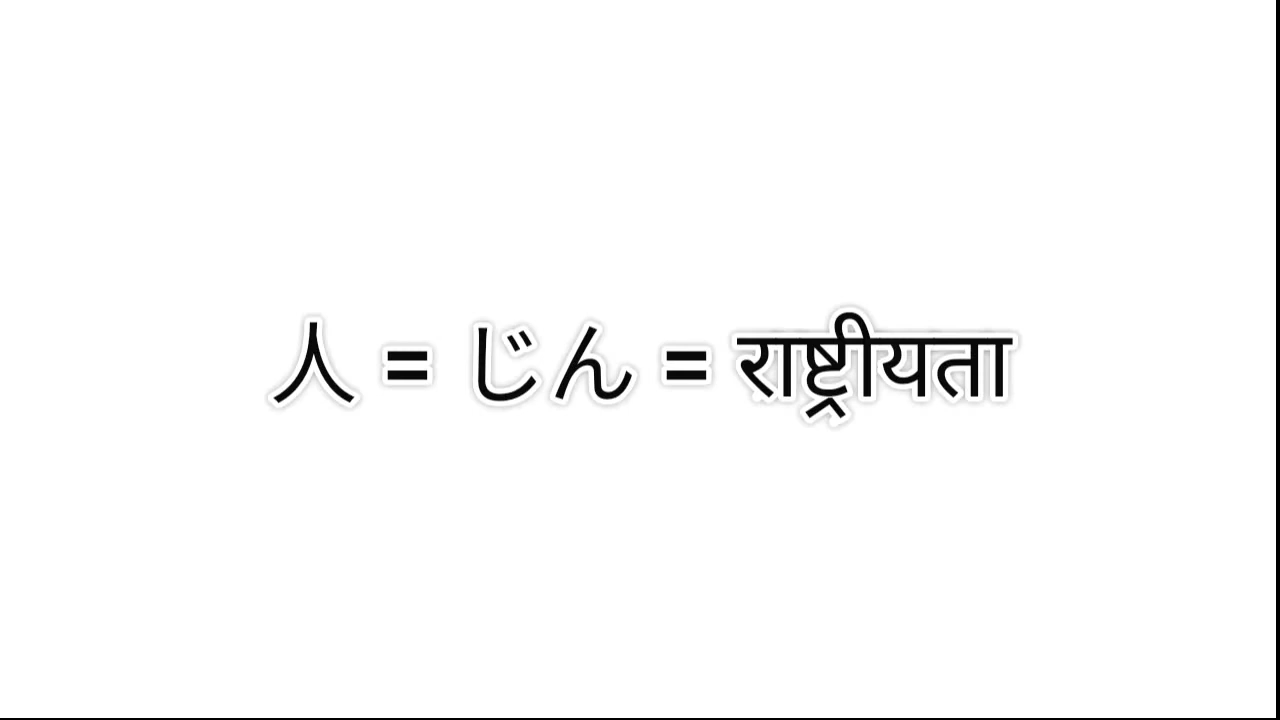 人 = じん = राष्ट्रीयता